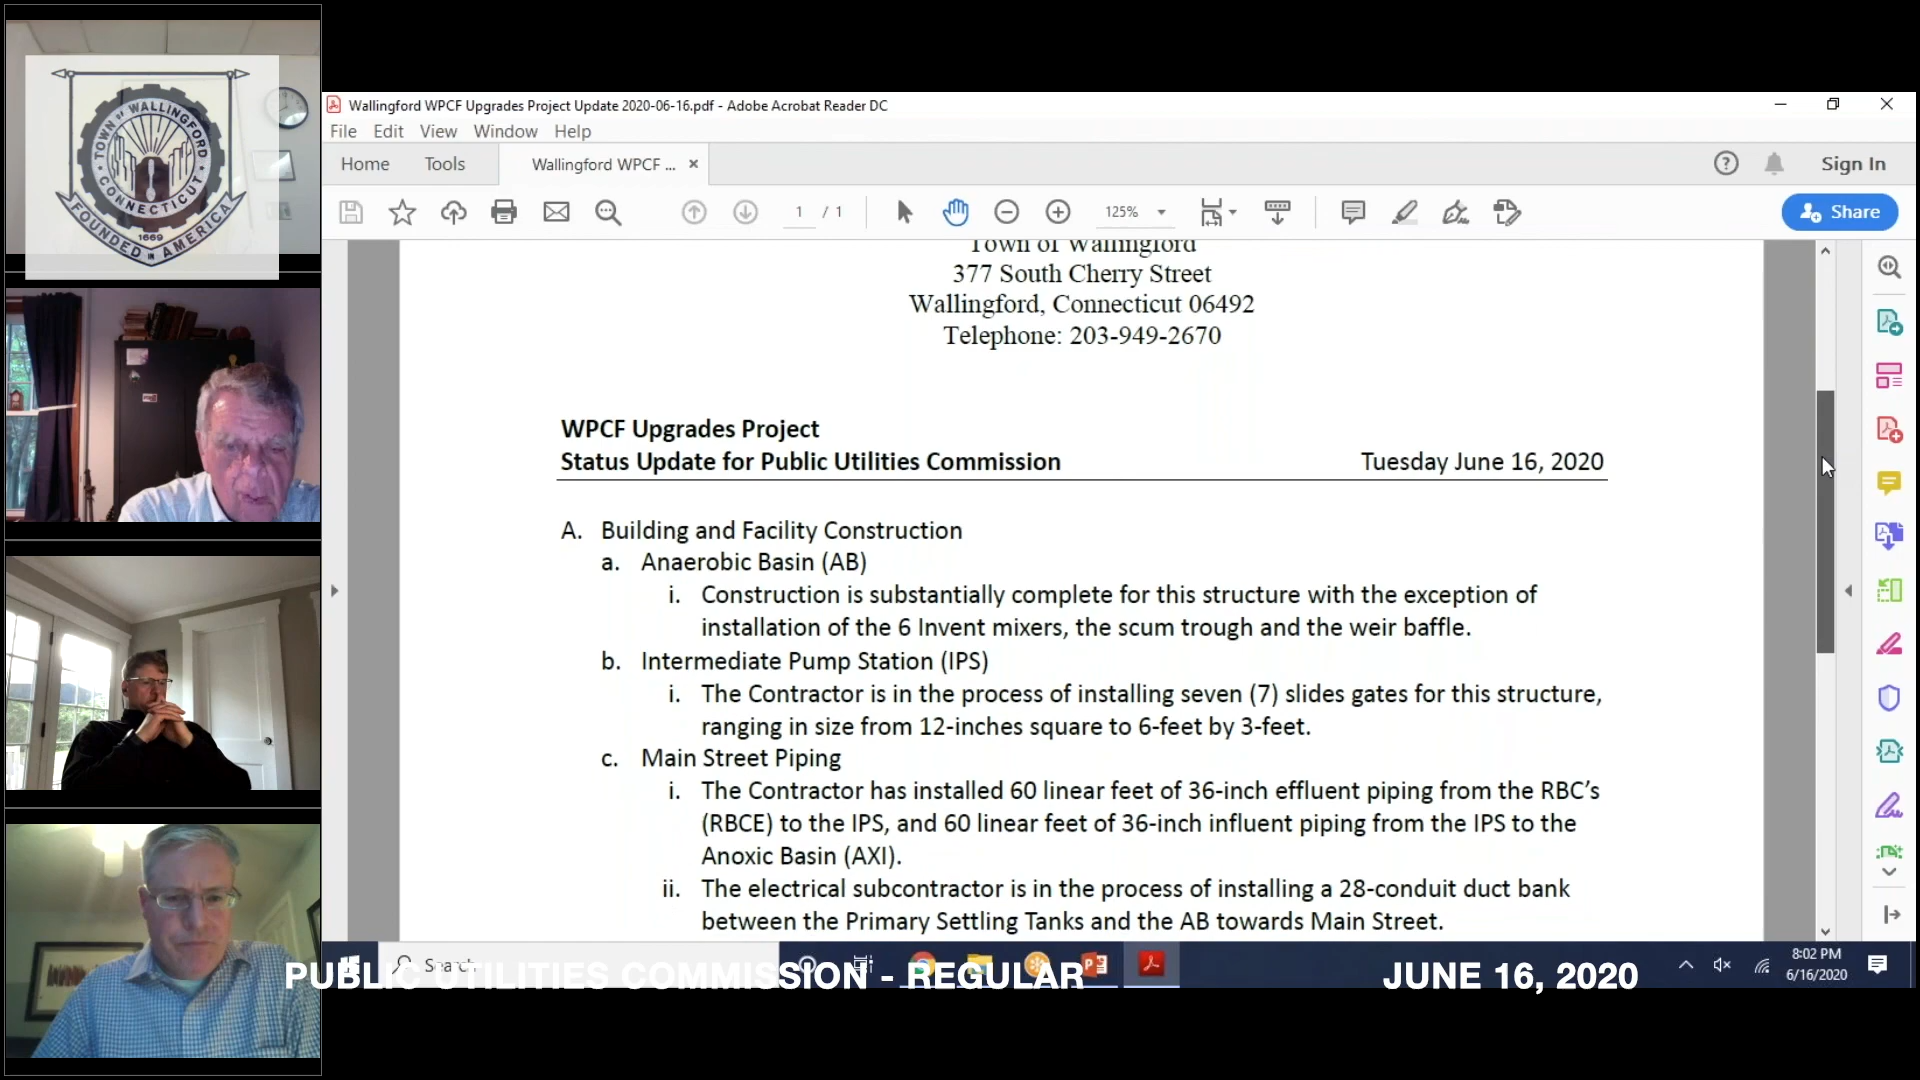 TOWN OF WALLINGFORD
CONNECTICUT
1669
FOUNDED IN AMERICA
Wallingford WPCF Upgrades Project Update 2020-06-16.pdf - Adobe Acrobat Reader DC
File Edit View Window Help
Home Tools Wallingford WPCF ... × Sign In
1 / 1 125% Share
Town of Wallingford
377 South Cherry Street
Wallingford, Connecticut 06492
Telephone: 203-949-2670
WPCF Upgrades Project
Status Update for Public Utilities Commission Tuesday June 16, 2020
A. Building and Facility Construction
a. Anaerobic Basin (AB)
i. Construction is substantially complete for this structure with the exception of
installation of the 6 Invent mixers, the scum trough and the weir baffle.
b. Intermediate Pump Station (IPS)
i. The Contractor is in the process of installing seven (7) slides gates for this structure,
ranging in size from 12-inches square to 6-feet by 3-feet.
c. Main Street Piping
i. The Contractor has installed 60 linear feet of 36-inch effluent piping from the RBC’s
(RBCE) to the IPS, and 60 linear feet of 36-inch influent piping from the IPS to the
Anoxic Basin (AXI).
ii. The electrical subcontractor is in the process of installing a 28-conduit duct bank
between the Primary Settling Tanks and the AB towards Main Street.
Search
8:02 PM
6/16/2020
PUBLIC UTILITIES COMMISSION - REGULAR JUNE 16, 2020